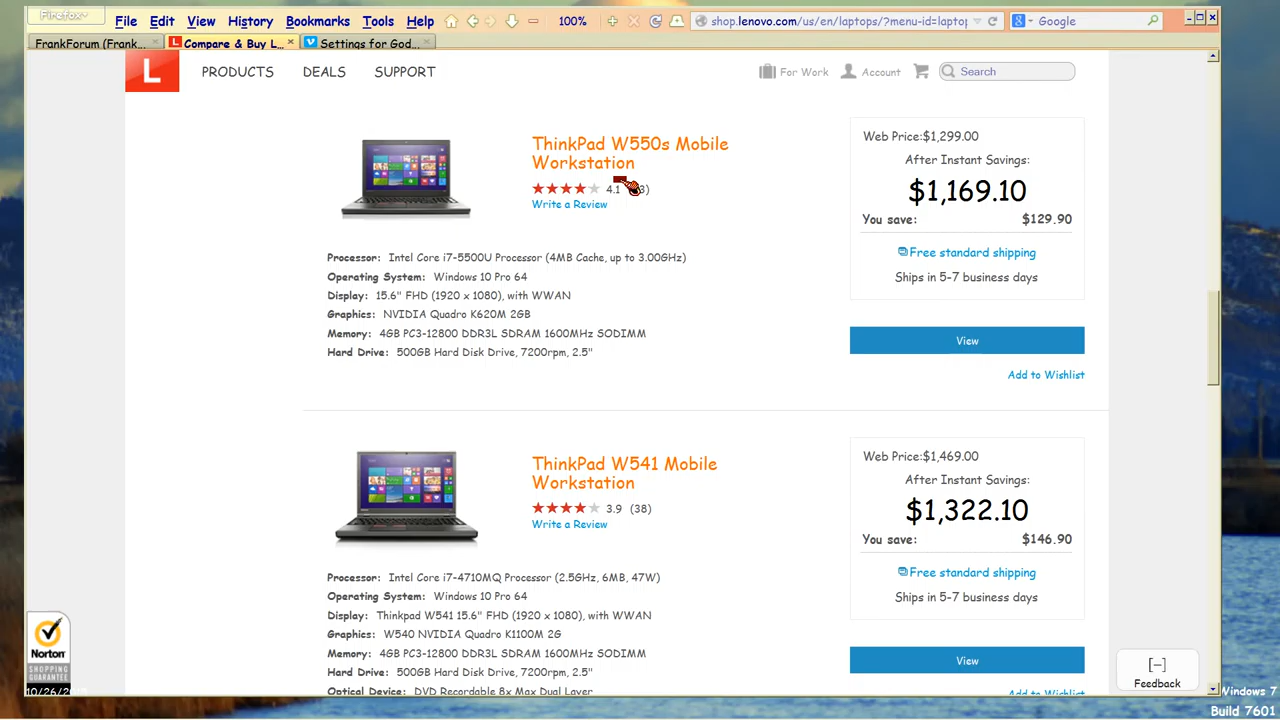 Firefox
File Edit View History Bookmarks Tools Help 100% shop.lenovo.com/us/en/laptops/?menu-id=laptop Google
FrankForum (Frank... Compare & Buy L... Settings for God...
L PRODUCTS DEALS SUPPORT For Work Account Search
ThinkPad W550s Mobile
Workstation
4.1
Write a Review
Web Price:$1,299.00
After Instant Savings:
$1,169.10
You save: $129.90
Free standard shipping
Ships in 5-7 business days
Processor: Intel Core i7-5500U Processor (4MB Cache, up to 3.00GHz)
Operating System: Windows 10 Pro 64
Display: 15.6" FHD (1920 x 1080), with WWAN
Graphics: NVIDIA Quadro K620M 2GB
Memory: 4GB PC3-12800 DDR3L SDRAM 1600MHz SODIMM
Hard Drive: 500GB Hard Disk Drive, 7200rpm, 2.5"
View
Add to Wishlist
ThinkPad W541 Mobile
Workstation
3.9 (38)
Write a Review
Web Price:$1,469.00
After Instant Savings:
$1,322.10
You save: $146.90
Free standard shipping
Ships in 5-7 business days
Processor: Intel Core i7-4710MQ Processor (2.5GHz, 6MB, 47W)
Operating System: Windows 10 Pro 64
Display: Thinkpad W541 15.6" FHD (1920 x 1080), with WWAN
Graphics: W540 NVIDIA Quadro K1100M 2G
Memory: 4GB PC3-12800 DDR3L SDRAM 1600MHz SODIMM
Hard Drive: 500GB Hard Disk Drive, 7200rpm, 2.5"
Optical Device: DVD Recordable 8x Max Dual Layer
View
Add to Wishlist
Norton
SHOPPING
GUARANTEE
[-]
Feedback
Windows 7
Build 7601